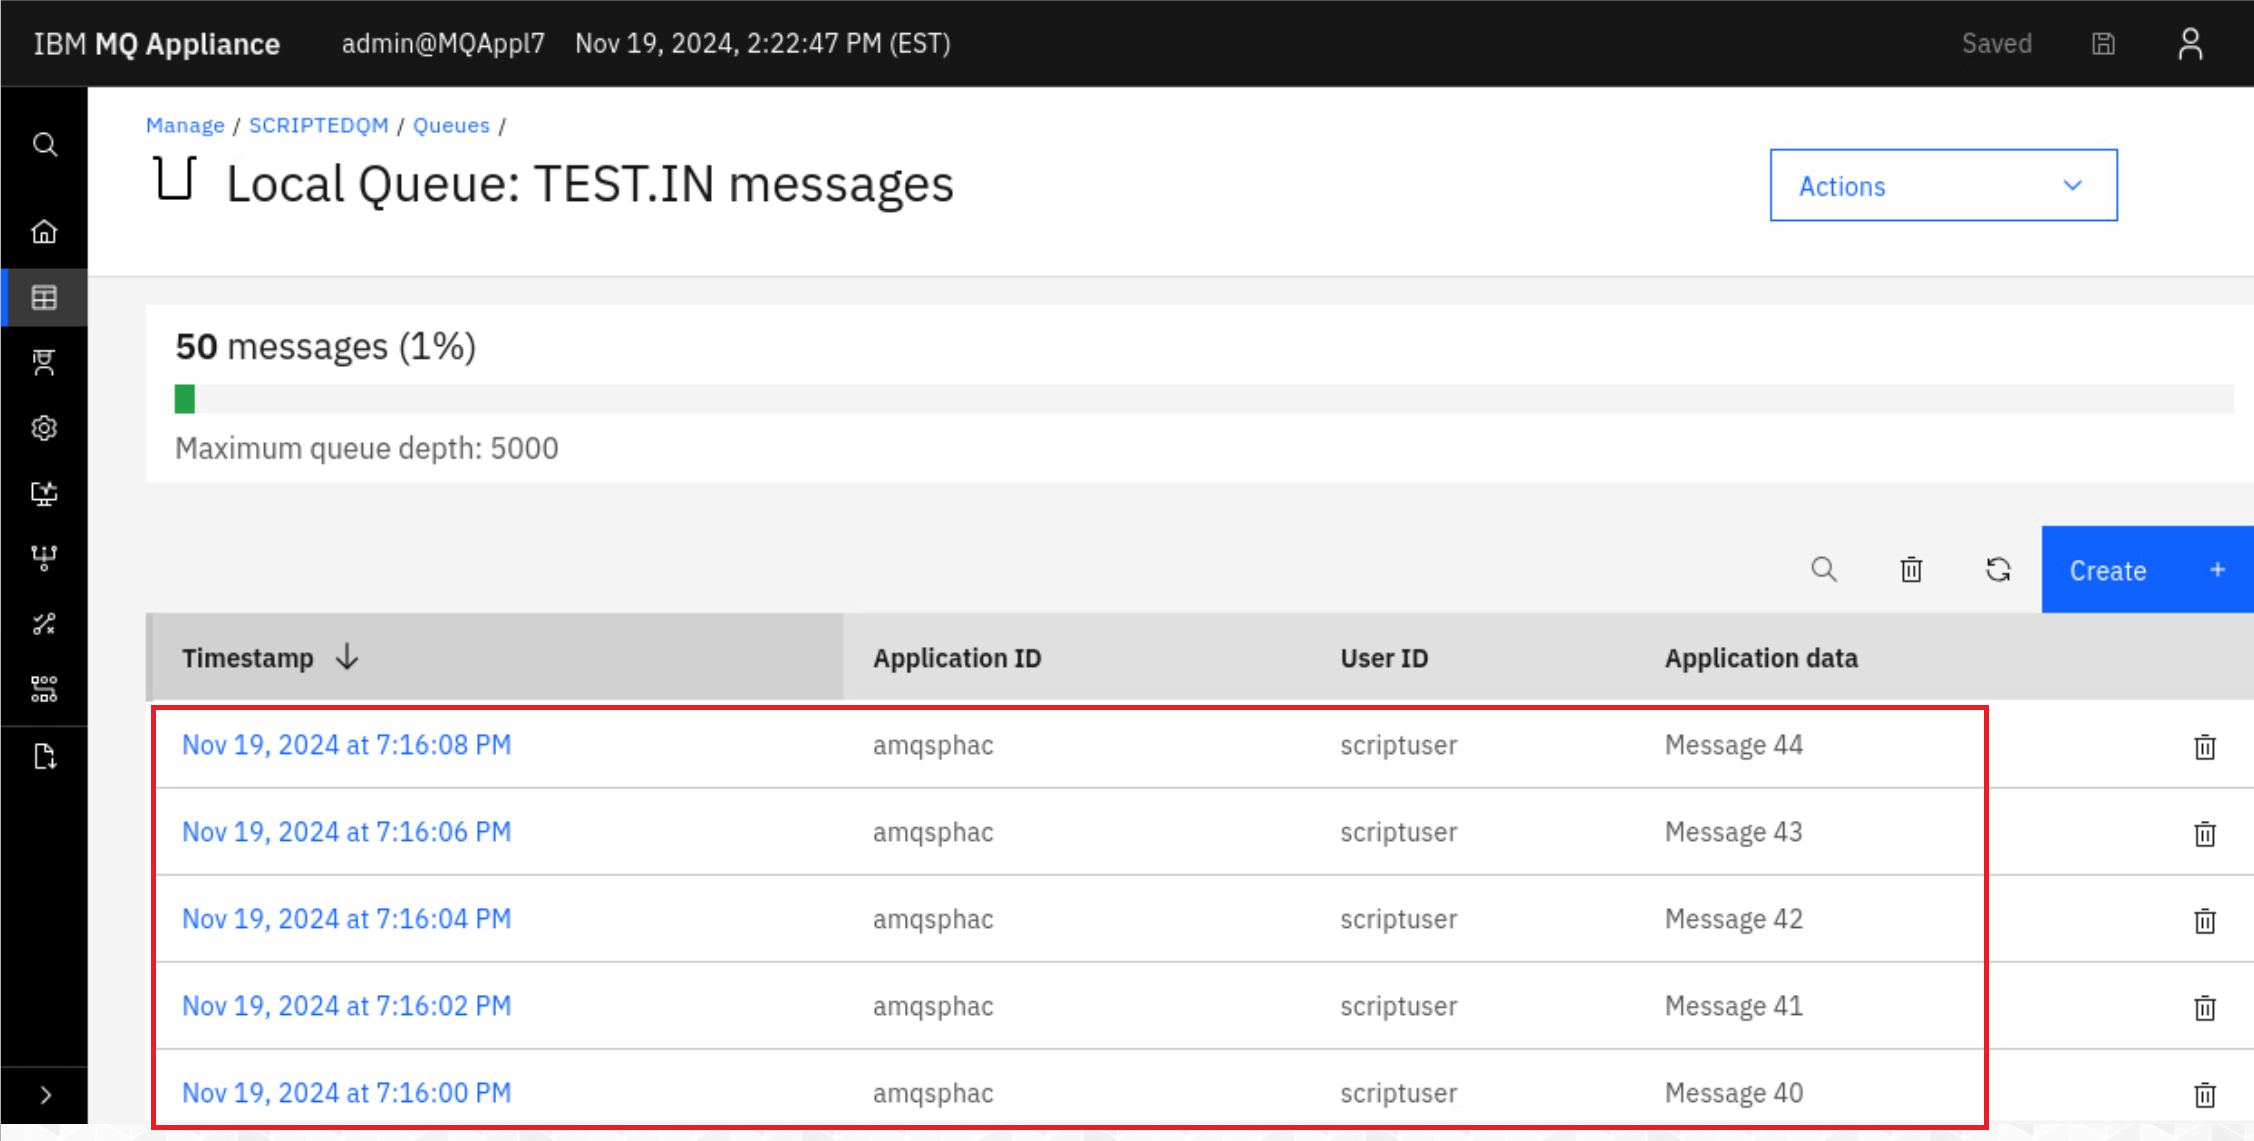 IBM MQ Appliance admin@MQAppl7 Nov 19, 2024, 2:22:47 PM (EST) Saved
Manage / SCRIPTEDQM / Queues /
Local Queue: TEST.IN messages
Actions
50 messages (1%)
Maximum queue depth: 5000
Create +
Timestamp Application ID User ID Application data
Nov 19, 2024 at 7:16:08 PM amqsphac scriptuser Message 44
Nov 19, 2024 at 7:16:06 PM amqsphac scriptuser Message 43
Nov 19, 2024 at 7:16:04 PM amqsphac scriptuser Message 42
Nov 19, 2024 at 7:16:02 PM amqsphac scriptuser Message 41
Nov 19, 2024 at 7:16:00 PM amqsphac scriptuser Message 40